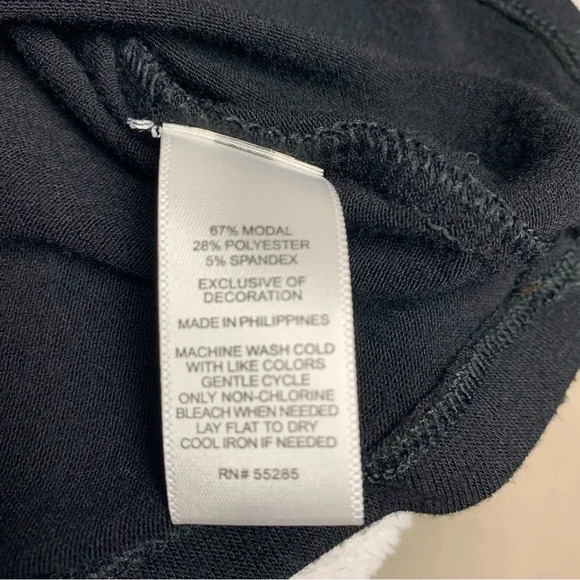 67% MODAL
28% POLYESTER
5% SPANDEX
EXCLUSIVE OF
DECORATION
MADE IN PHILIPPINES
MACHINE WASH COLD
WITH LIKE COLORS
GENTLE CYCLE
ONLY NON-CHLORINE
BLEACH WHEN NEEDED
LAY FLAT TO DRY
COOL IRON IF NEEDED
RN# 55285